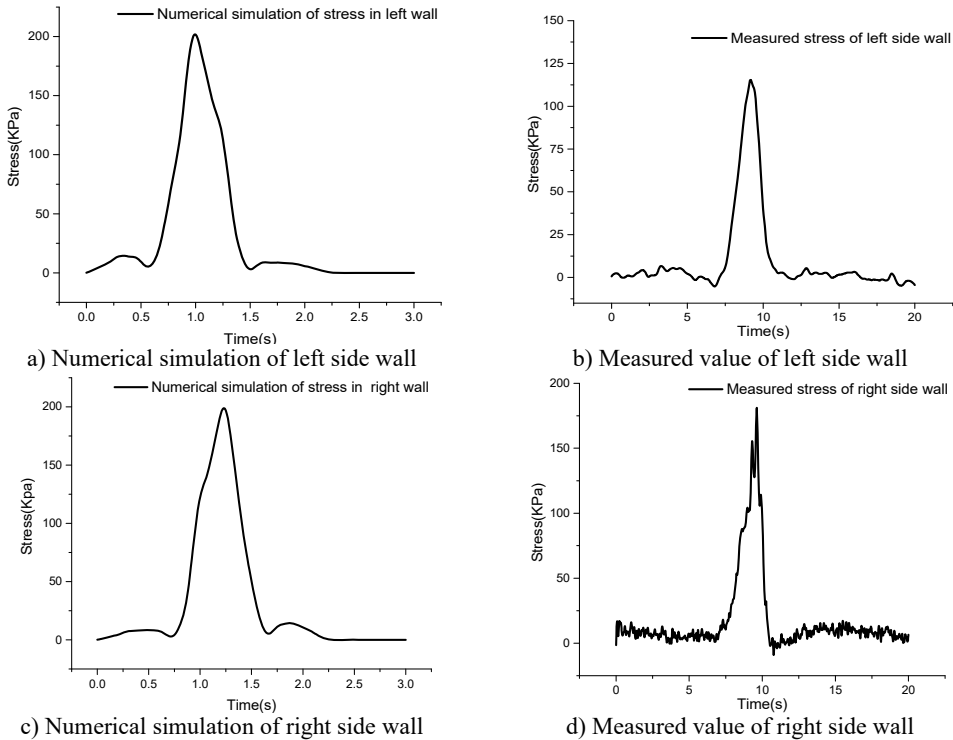 Numerical simulation of stress in left wall
200
150
100
50
0
Stress(KPa)
0.0 0.5 1.0 1.5 2.0 2.5 3.0
Time(s)
a) Numerical simulation of left side wall
Measured stress of left side wall
150
125
100
75
50
25
0
Stress(KPa)
0 5 10 15 20
Time(s)
b) Measured value of left side wall
Numerical simulation of stress in right wall
200
150
100
50
0
Stress(Kpa)
0.0 0.5 1.0 1.5 2.0 2.5 3.0
Time(s)
c) Numerical simulation of right side wall
Measured stress of right side wall
200
150
100
50
0
Stress(KPa)
0 5 10 15 20
Time(s)
d) Measured value of right side wall